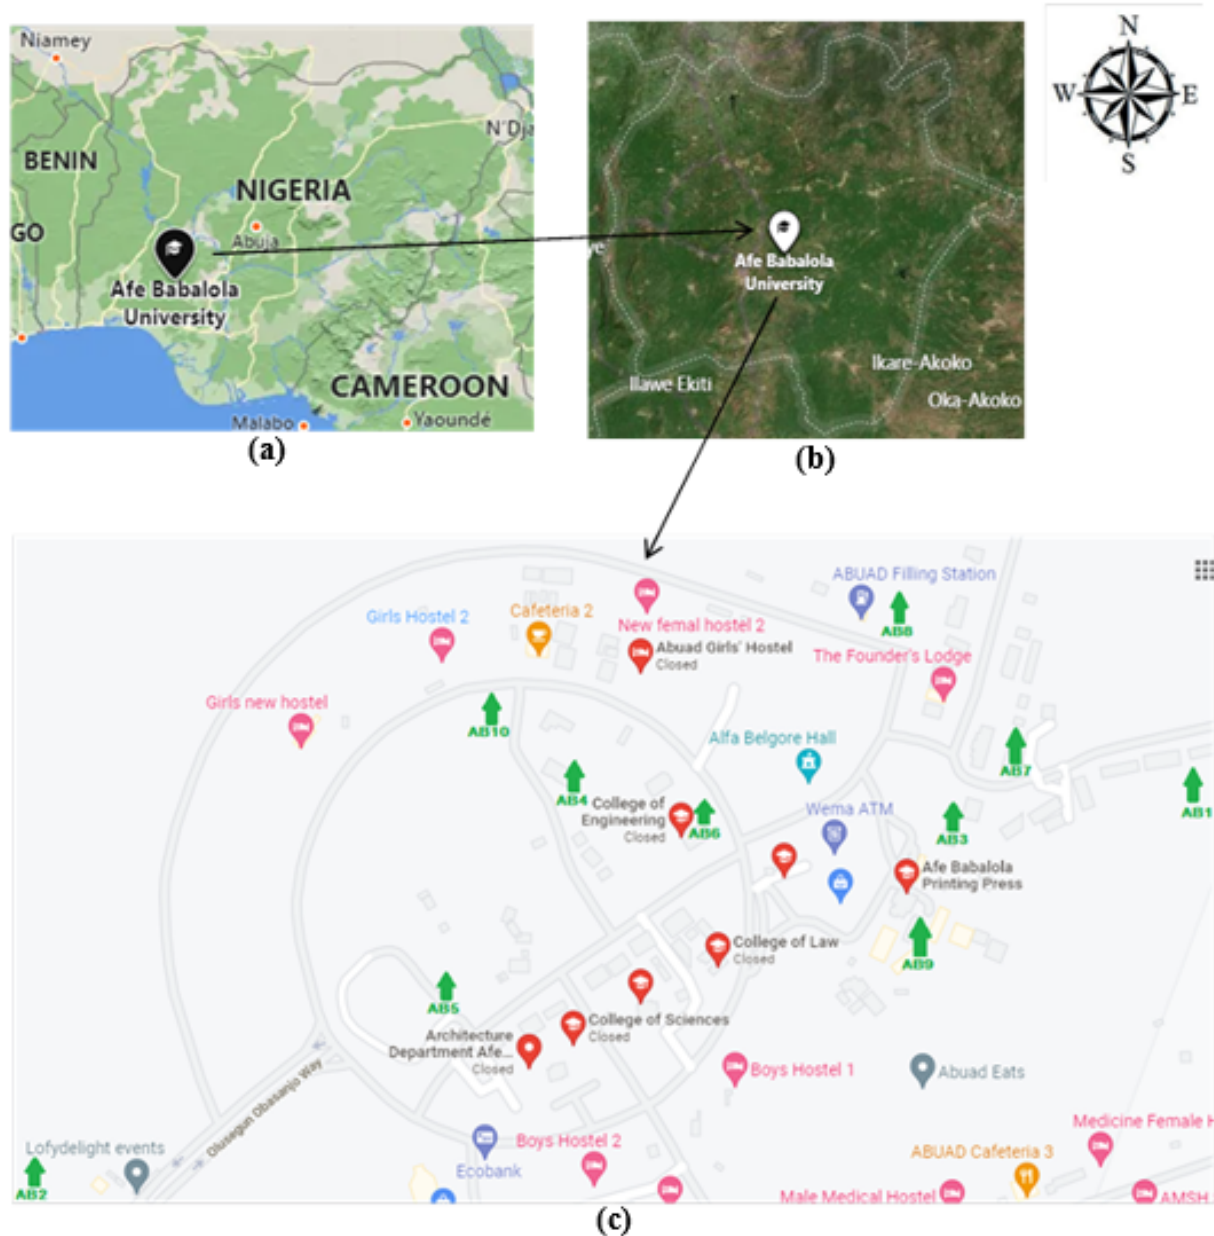 Niamey
N'Dja
BENIN
NIGERIA
GO
Abuja
Afe Babalola
University
CAMEROON
Malabo
Yaoundé
(a)
ye
Afe Babalola
University
Ikare-Akoko
Ilawe Ekiti
Oka-Akoko
(b)
N
W
E
S
ABUAD Filling Station
Girls Hostel 2
Cafeteria 2
New femal hostel 2
AB8
Abuad Girls' Hostel
Closed
The Founder's Lodge
Girls new hostel
AB10
Alfa Belgore Hall
AB7
AB4
College of
Engineering
Closed
AB6
Wema ATM
AB3
AB1
Afe Babalola
Printing Press
College of Law
Closed
AB9
AB5
College of Sciences
Closed
Architecture
Department Afe...
Closed
Boys Hostel 1
Abuad Eats
Olusegun Obasanjo Way
Lofydelight events
AB2
Ecobank
Boys Hostel 2
Medicine Female H
ABUAD Cafeteria 3
Male Medical Hostel
AMSH
(c)